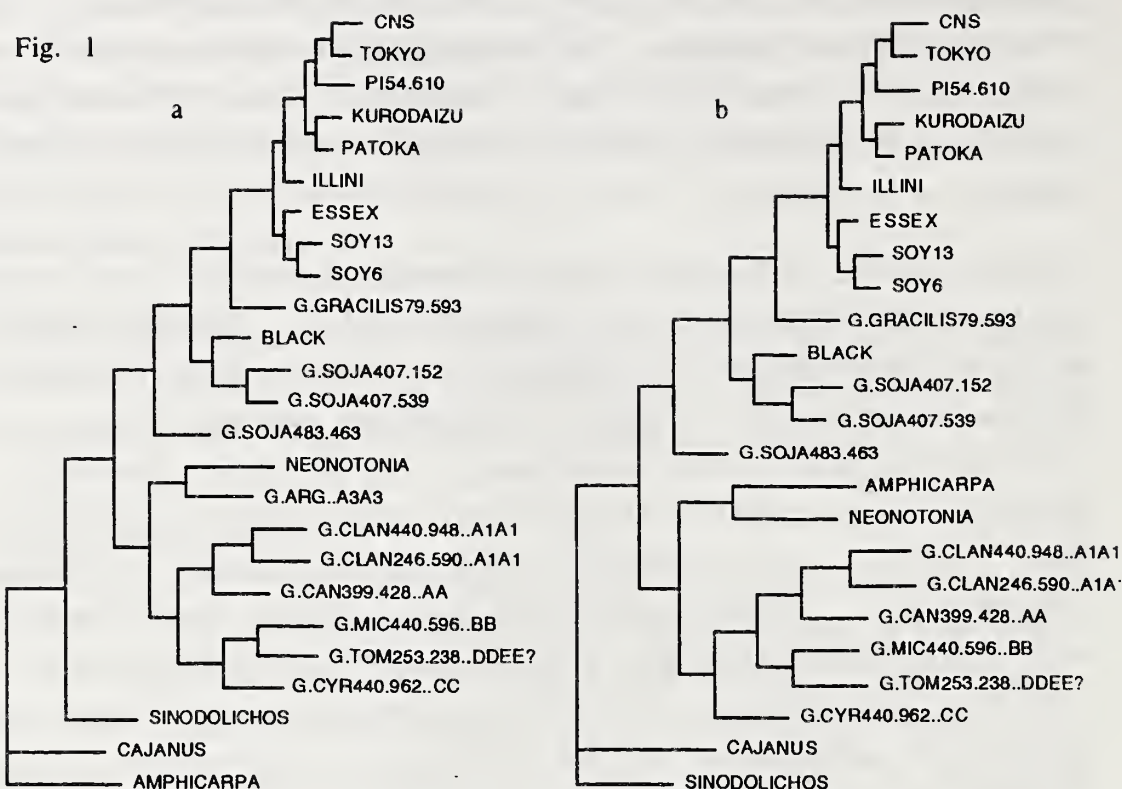 Fig. 1
a
CNS
TOKYO
PI54.610
KURODAIZU
PATOKA
ILLINI
ESSEX
SOY13
SOY6
G.GRACILIS79.593
BLACK
G.SOJA407.152
G.SOJA407.539
G.SOJA483.463
NEONOTONIA
G.ARG..A3A3
G.CLAN440.948..A1A1
G.CLAN246.590..A1A1
G.CAN399.428..AA
G.MIC440.596..BB
G.TOM253.238..DDEE?
G.CYR440.962..CC
SINODOLICHOS
CAJANUS
AMPHICARPA
b
CNS
TOKYO
PI54.610
KURODAIZU
PATOKA
ILLINI
ESSEX
SOY13
SOY6
G.GRACILIS79.593
BLACK
G.SOJA407.152
G.SOJA407.539
G.SOJA483.463
AMPHICARPA
NEONOTONIA
G.CLAN440.948..A1A1
G.CLAN246.590..A1A1
G.CAN399.428..AA
G.MIC440.596..BB
G.TOM253.238..DDEE?
G.CYR440.962..CC
CAJANUS
SINODOLICHOS